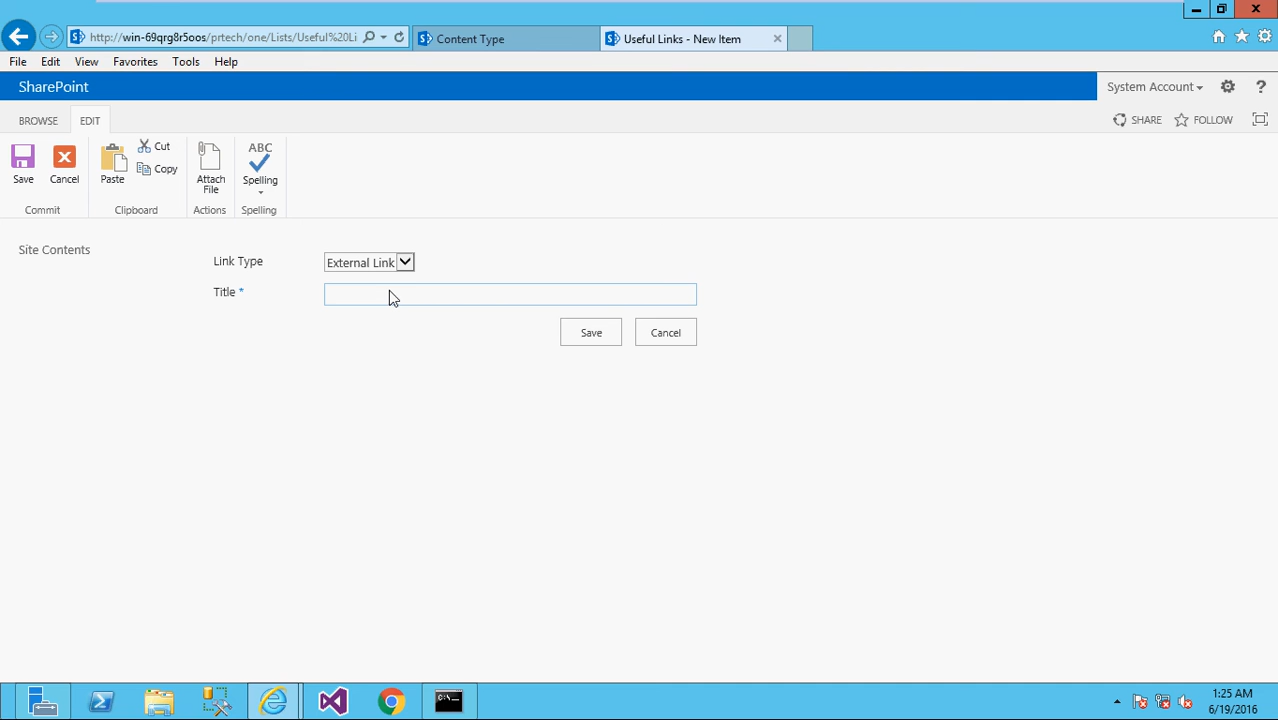 http://win-69qrg8r5oos/prtech/one/Lists/Useful%20Li
Content Type
Useful Links - New Item
File Edit View Favorites Tools Help
SharePoint
System Account
?
BROWSE EDIT
SHARE FOLLOW
Save
Cancel
Paste
Cut
Copy
Attach
File
ABC
Spelling
Commit Clipboard Actions Spelling
Site Contents
Link Type External Link
Title *
Save Cancel
C:\_
1:25 AM
6/19/2016